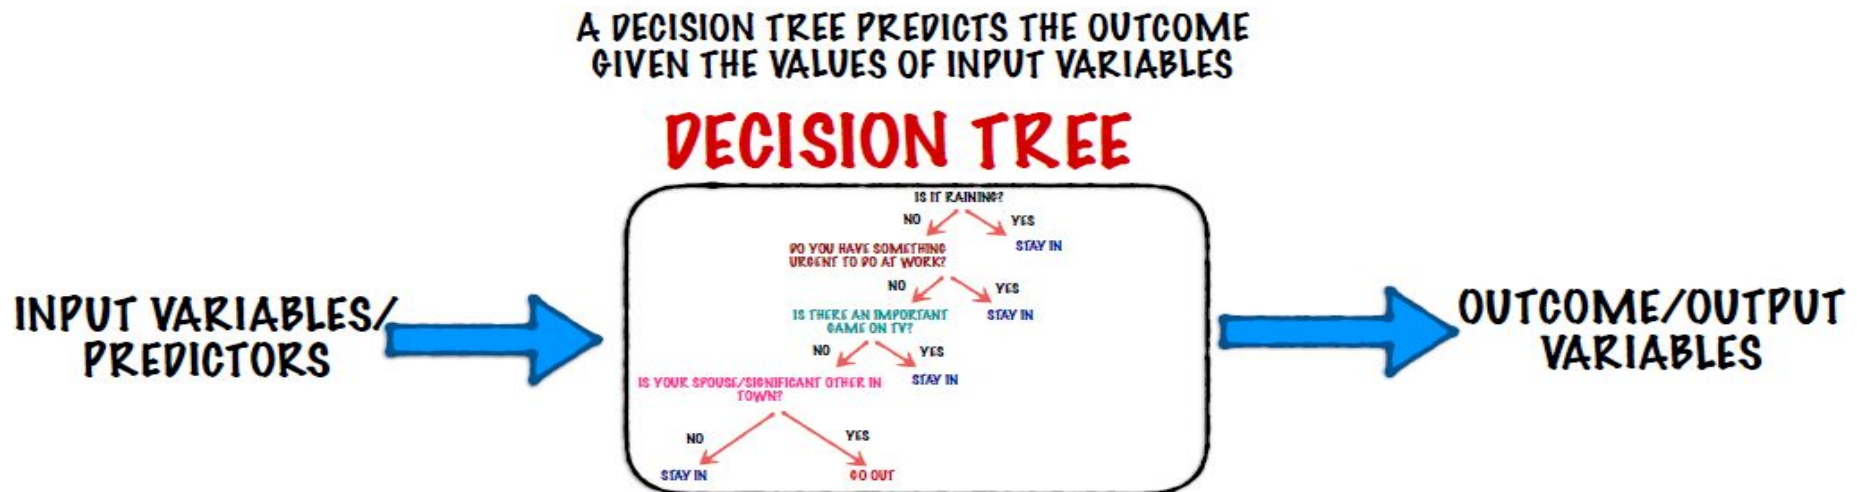 A DECISION TREE PREDICTS THE OUTCOME
GIVEN THE VALUES OF INPUT VARIABLES
DECISION TREE
IS IT RAINING?
NO
YES
STAY IN
DO YOU HAVE SOMETHING
URGENT TO DO AT WORK?
NO
YES
STAY IN
IS THERE AN IMPORTANT
GAME ON TV?
NO
YES
STAY IN
IS YOUR SPOUSE/SIGNIFICANT OTHER IN
TOWN?
NO
YES
STAY IN
GO OUT
INPUT VARIABLES/
PREDICTORS
OUTCOME/OUTPUT
VARIABLES